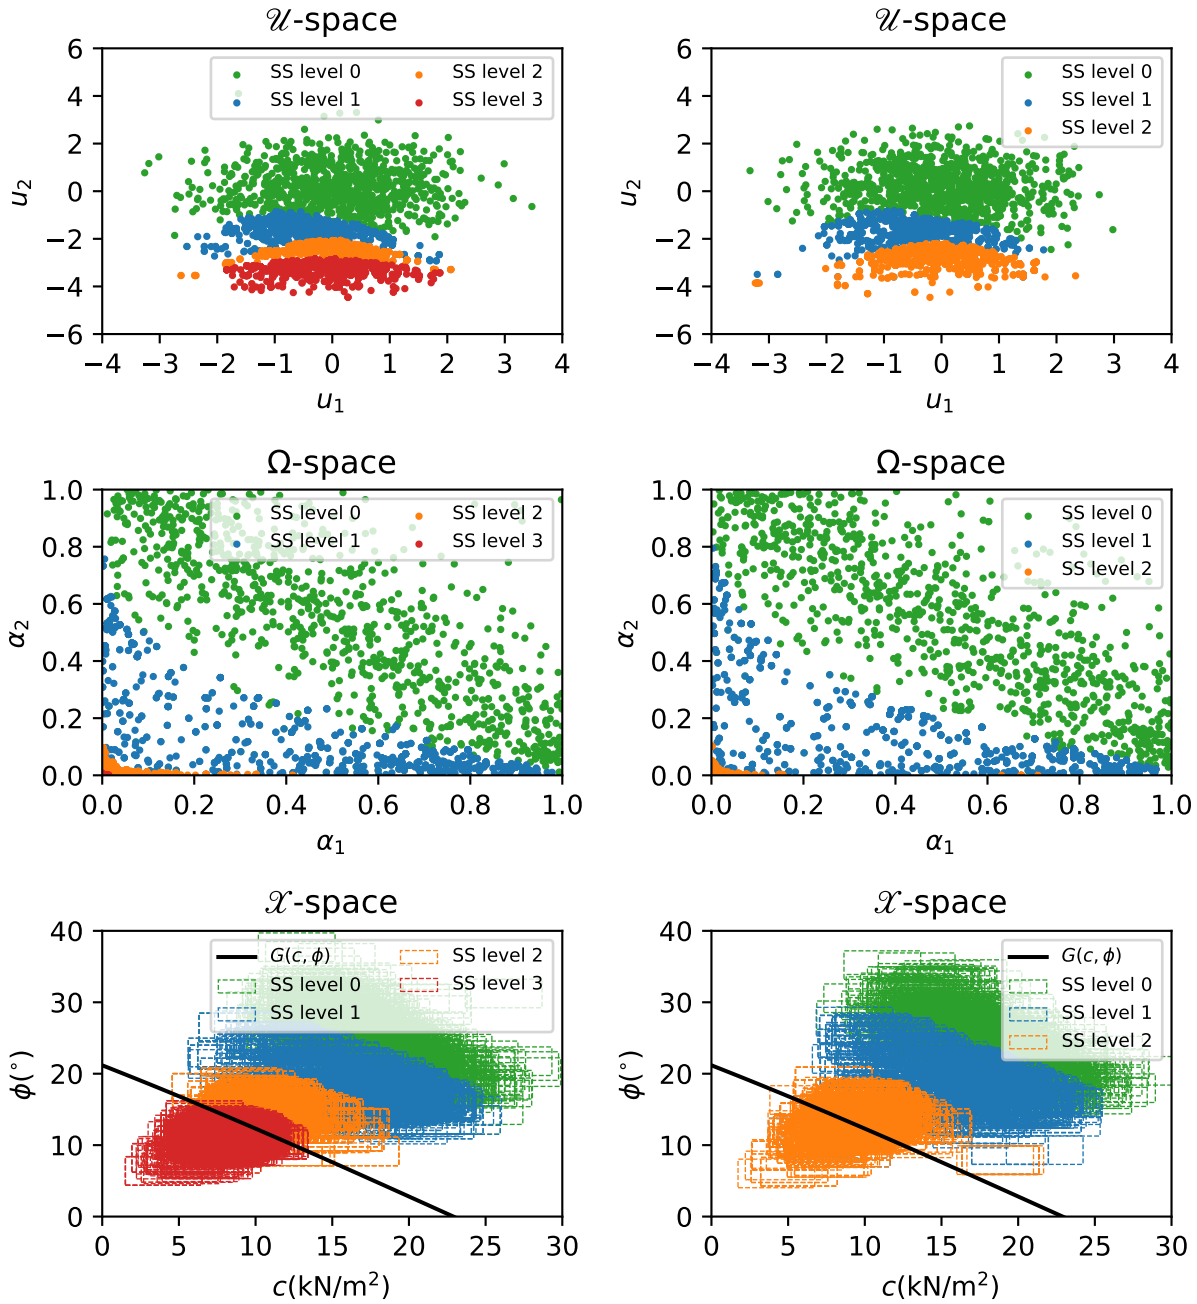 𝒰-space
𝒰-space
6
4
2
0
−2
−4
−6
u₂
SS level 0
SS level 1
SS level 2
SS level 3
−4 −3 −2 −1 0 1 2 3 4
u₁
6
4
2
0
−2
−4
−6
u₂
SS level 0
SS level 1
SS level 2
−4 −3 −2 −1 0 1 2 3 4
u₁
Ω-space
Ω-space
1.0
0.8
0.6
0.4
0.2
0.0
α₂
SS level 0
SS level 1
SS level 2
SS level 3
0.0 0.2 0.4 0.6 0.8 1.0
α₁
1.0
0.8
0.6
0.4
0.2
0.0
α₂
SS level 0
SS level 1
SS level 2
0.0 0.2 0.4 0.6 0.8 1.0
α₁
𝒳-space
𝒳-space
40
30
20
10
0
ϕ(°)
G(c, ϕ)
SS level 0
SS level 1
SS level 2
SS level 3
0 5 10 15 20 25 30
c(kN/m²)
40
30
20
10
0
ϕ(°)
G(c, ϕ)
SS level 0
SS level 1
SS level 2
0 5 10 15 20 25 30
c(kN/m²)